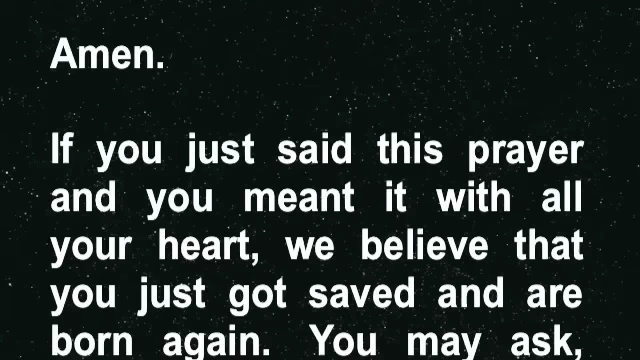 Amen.
If you just said this prayer
and you meant it with all
your heart, we believe that
you just got saved and are
born again. You may ask,